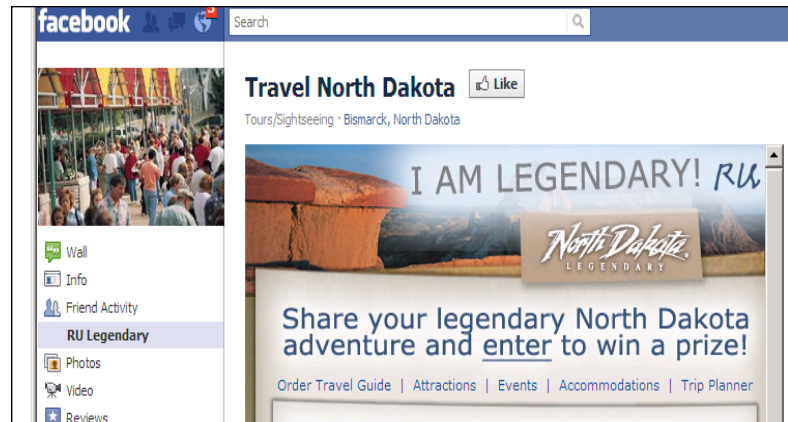 facebook
3
Search
Travel North Dakota
Like
Tours/Sightseeing · Bismarck, North Dakota
I AM LEGENDARY! RU
North Dakota
LEGENDARY
Wall
Info
Friend Activity
RU Legendary
Photos
Video
Reviews
Share your legendary North Dakota
adventure and enter to win a prize!
Order Travel Guide | Attractions | Events | Accommodations | Trip Planner